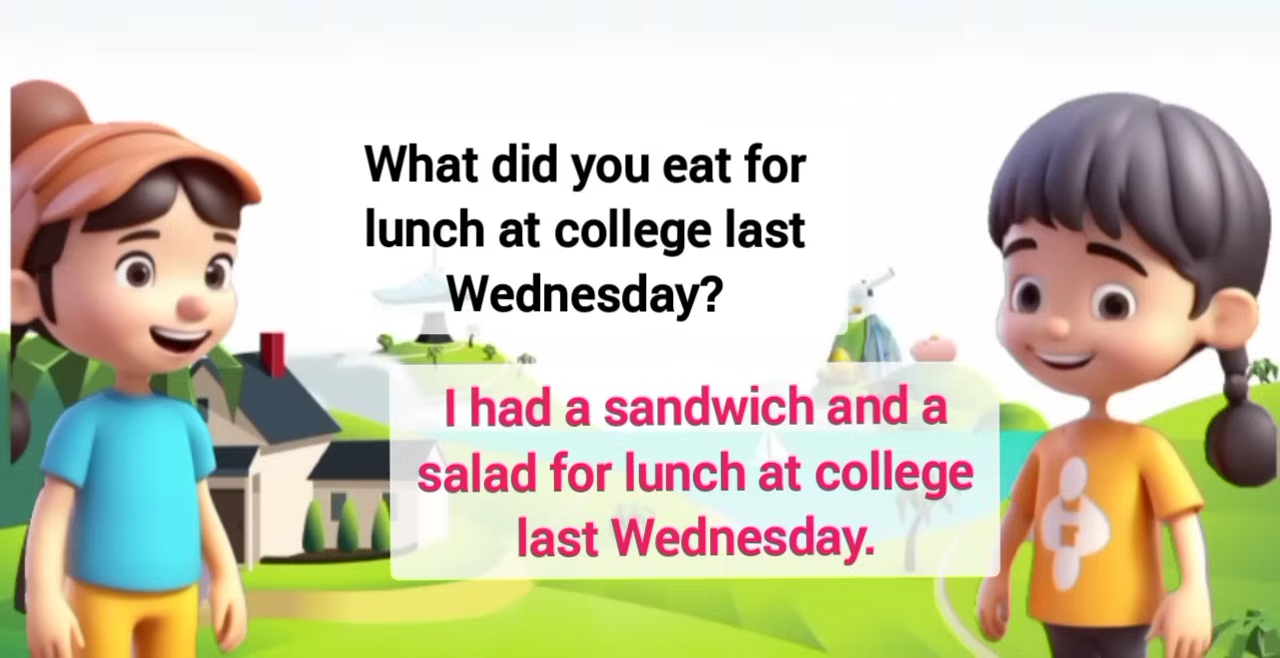 What did you eat for
lunch at college last
Wednesday?
I had a sandwich and a
salad for lunch at college
last Wednesday.